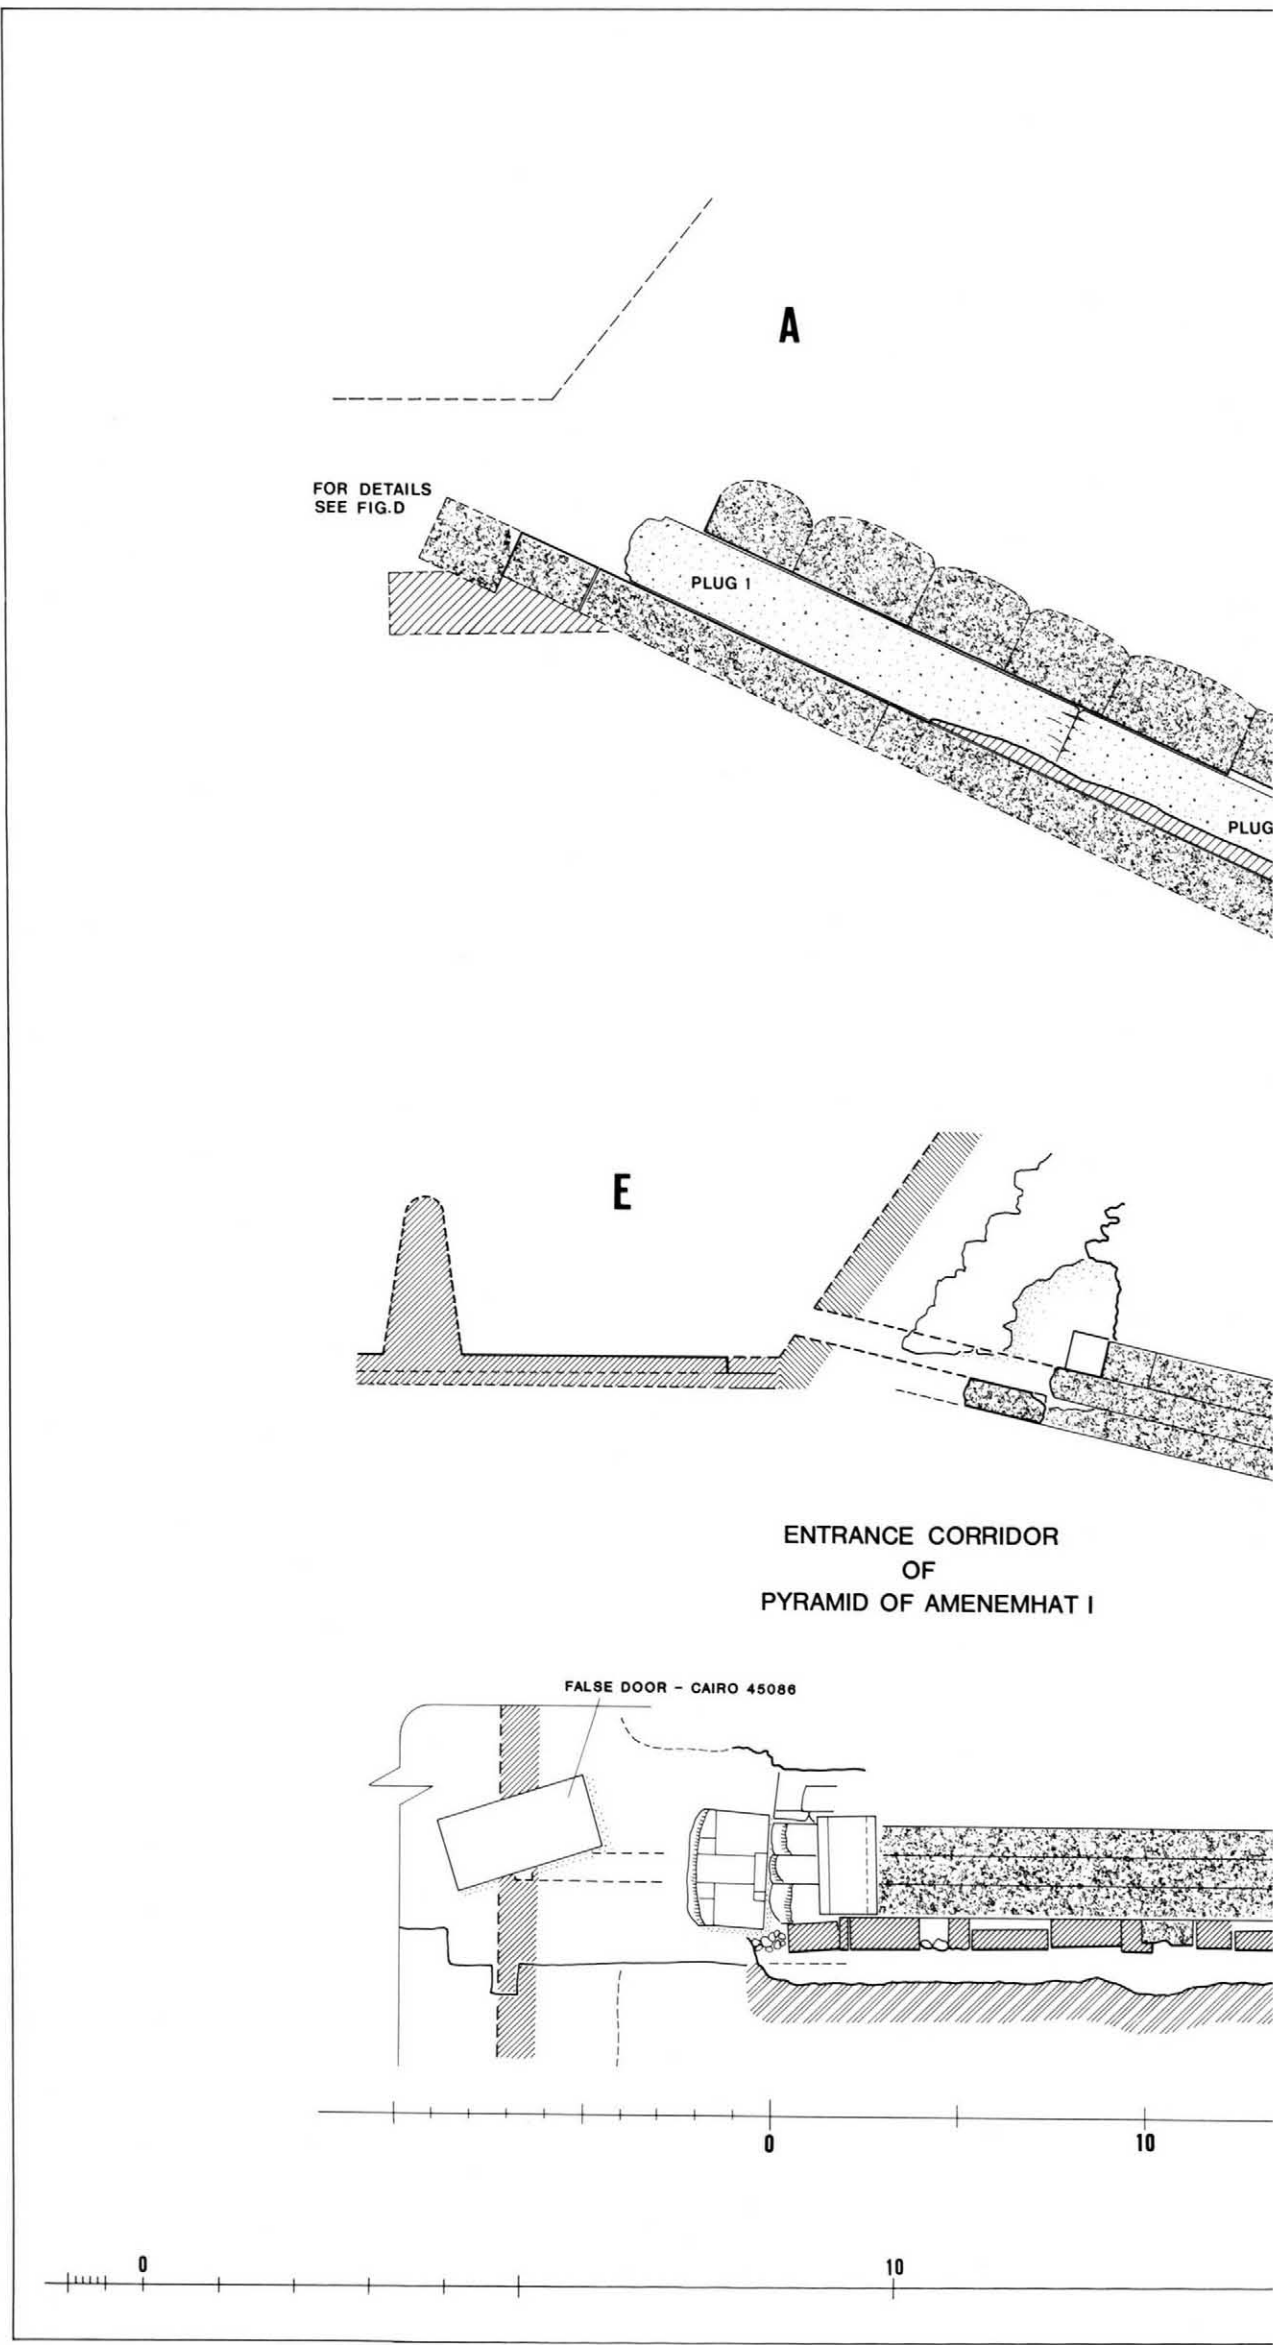 A
FOR DETAILS
SEE FIG.D
PLUG 1
PLUG
E
ENTRANCE CORRIDOR
OF
PYRAMID OF AMENEMHAT I
FALSE DOOR - CAIRO 45086
0
10
0
10